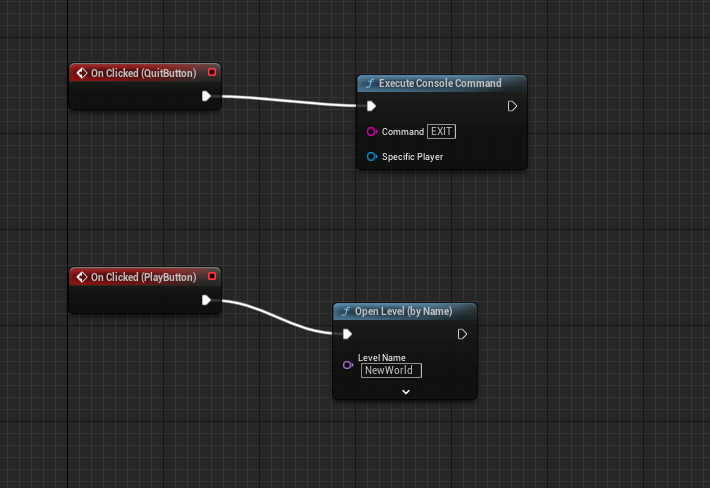 On Clicked (QuitButton)
Execute Console Command
Command EXIT
Specific Player
On Clicked (PlayButton)
Open Level (by Name)
Level Name
NewWorld